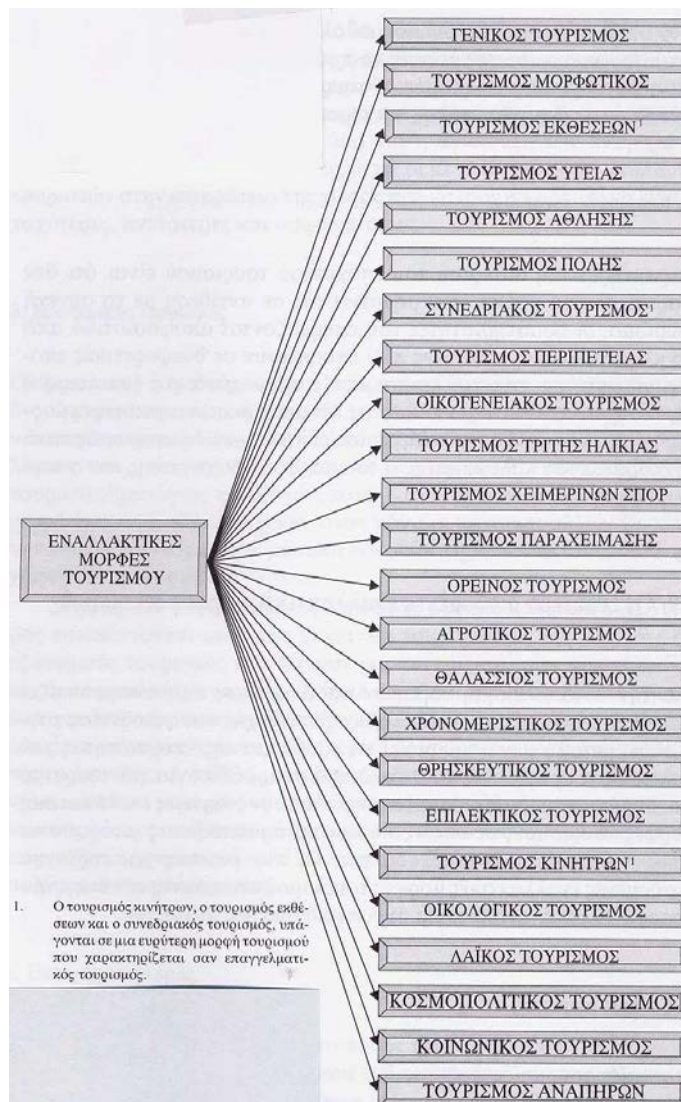 ΓΕΝΙΚΟΣ ΤΟΥΡΙΣΜΟΣ
ΤΟΥΡΙΣΜΟΣ ΜΟΡΦΩΤΙΚΟΣ
ΤΟΥΡΙΣΜΟΣ ΕΚΘΕΣΕΩΝ¹
ΤΟΥΡΙΣΜΟΣ ΥΓΕΙΑΣ
ΤΟΥΡΙΣΜΟΣ ΑΘΛΗΣΗΣ
ΤΟΥΡΙΣΜΟΣ ΠΟΛΗΣ
ΣΥΝΕΔΡΙΑΚΟΣ ΤΟΥΡΙΣΜΟΣ¹
ΤΟΥΡΙΣΜΟΣ ΠΕΡΙΠΕΤΕΙΑΣ
ΟΙΚΟΓΕΝΕΙΑΚΟΣ ΤΟΥΡΙΣΜΟΣ
ΤΟΥΡΙΣΜΟΣ ΤΡΙΤΗΣ ΗΛΙΚΙΑΣ
ΤΟΥΡΙΣΜΟΣ ΧΕΙΜΕΡΙΝΩΝ ΣΠΟΡ
ΕΝΑΛΛΑΚΤΙΚΕΣ
ΜΟΡΦΕΣ
ΤΟΥΡΙΣΜΟΥ
ΤΟΥΡΙΣΜΟΣ ΠΑΡΑΧΕΙΜΑΣΗΣ
ΟΡΕΙΝΟΣ ΤΟΥΡΙΣΜΟΣ
ΑΓΡΟΤΙΚΟΣ ΤΟΥΡΙΣΜΟΣ
ΘΑΛΑΣΣΙΟΣ ΤΟΥΡΙΣΜΟΣ
ΧΡΟΝΟΜΕΡΙΣΤΙΚΟΣ ΤΟΥΡΙΣΜΟΣ
ΘΡΗΣΚΕΥΤΙΚΟΣ ΤΟΥΡΙΣΜΟΣ
ΕΠΙΛΕΚΤΙΚΟΣ ΤΟΥΡΙΣΜΟΣ
ΤΟΥΡΙΣΜΟΣ ΚΙΝΗΤΡΩΝ¹
ΟΙΚΟΛΟΓΙΚΟΣ ΤΟΥΡΙΣΜΟΣ
ΛΑΪΚΟΣ ΤΟΥΡΙΣΜΟΣ
ΚΟΣΜΟΠΟΛΙΤΙΚΟΣ ΤΟΥΡΙΣΜΟΣ
ΚΟΙΝΩΝΙΚΟΣ ΤΟΥΡΙΣΜΟΣ
ΤΟΥΡΙΣΜΟΣ ΑΝΑΠΗΡΩΝ
1. Ο τουρισμός κινήτρων, ο τουρισμός εκθέ-
σεων και ο συνεδριακός τουρισμός, υπά-
γονται σε μια ευρύτερη μορφή τουρισμού
που χαρακτηρίζεται σαν επαγγελματι-
κός τουρισμός.